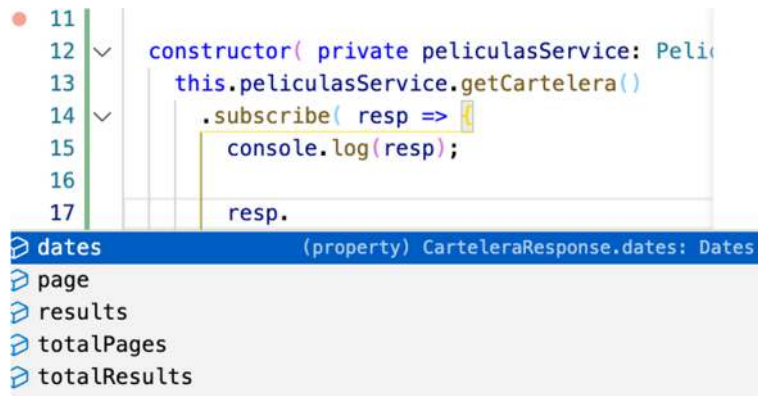 11
12 constructor( private peliculasService: Peli
13 this.peliculasService.getCartelera()
14 .subscribe( resp => {
15 console.log(resp);
16
17 resp.
dates (property) CarteleraResponse.dates: Dates
page
results
totalPages
totalResults